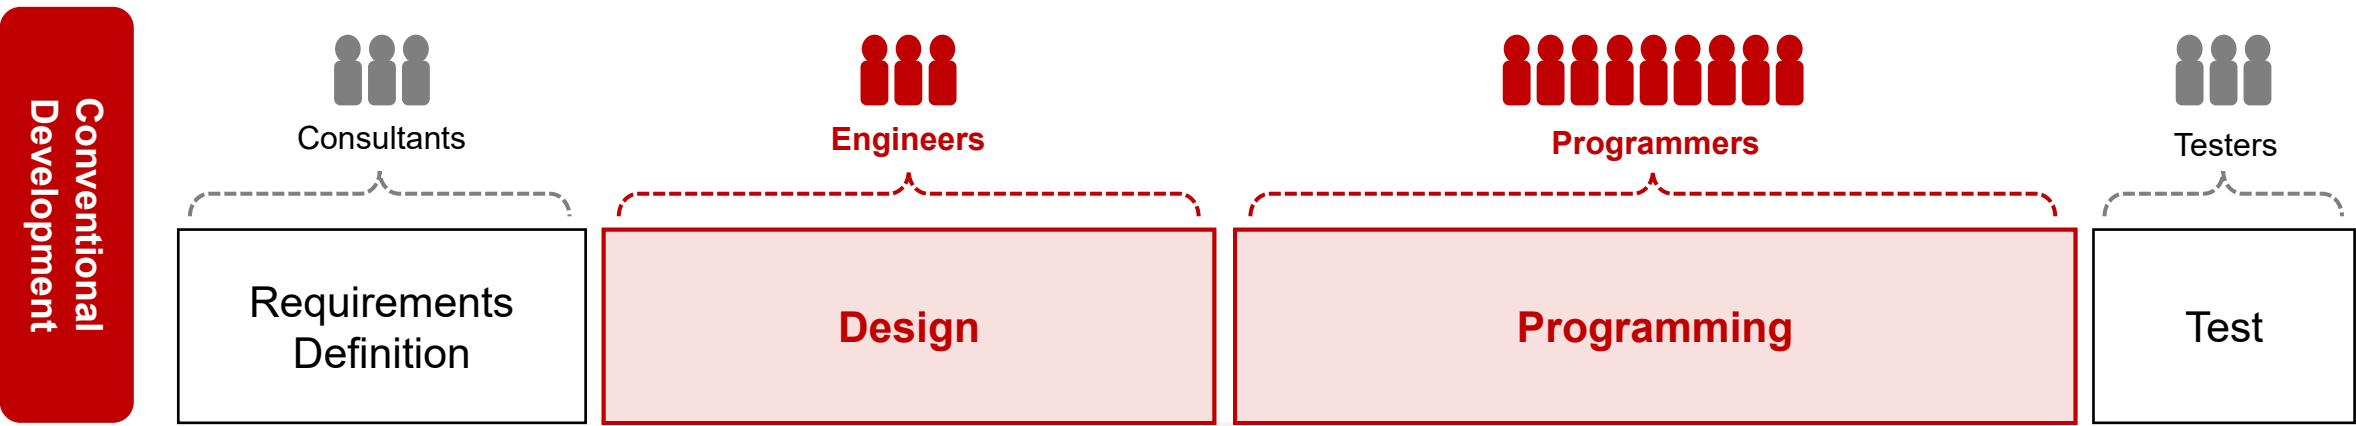 Conventional
Development
Consultants
Engineers
Programmers
Testers
Requirements
Definition
Design
Programming
Test